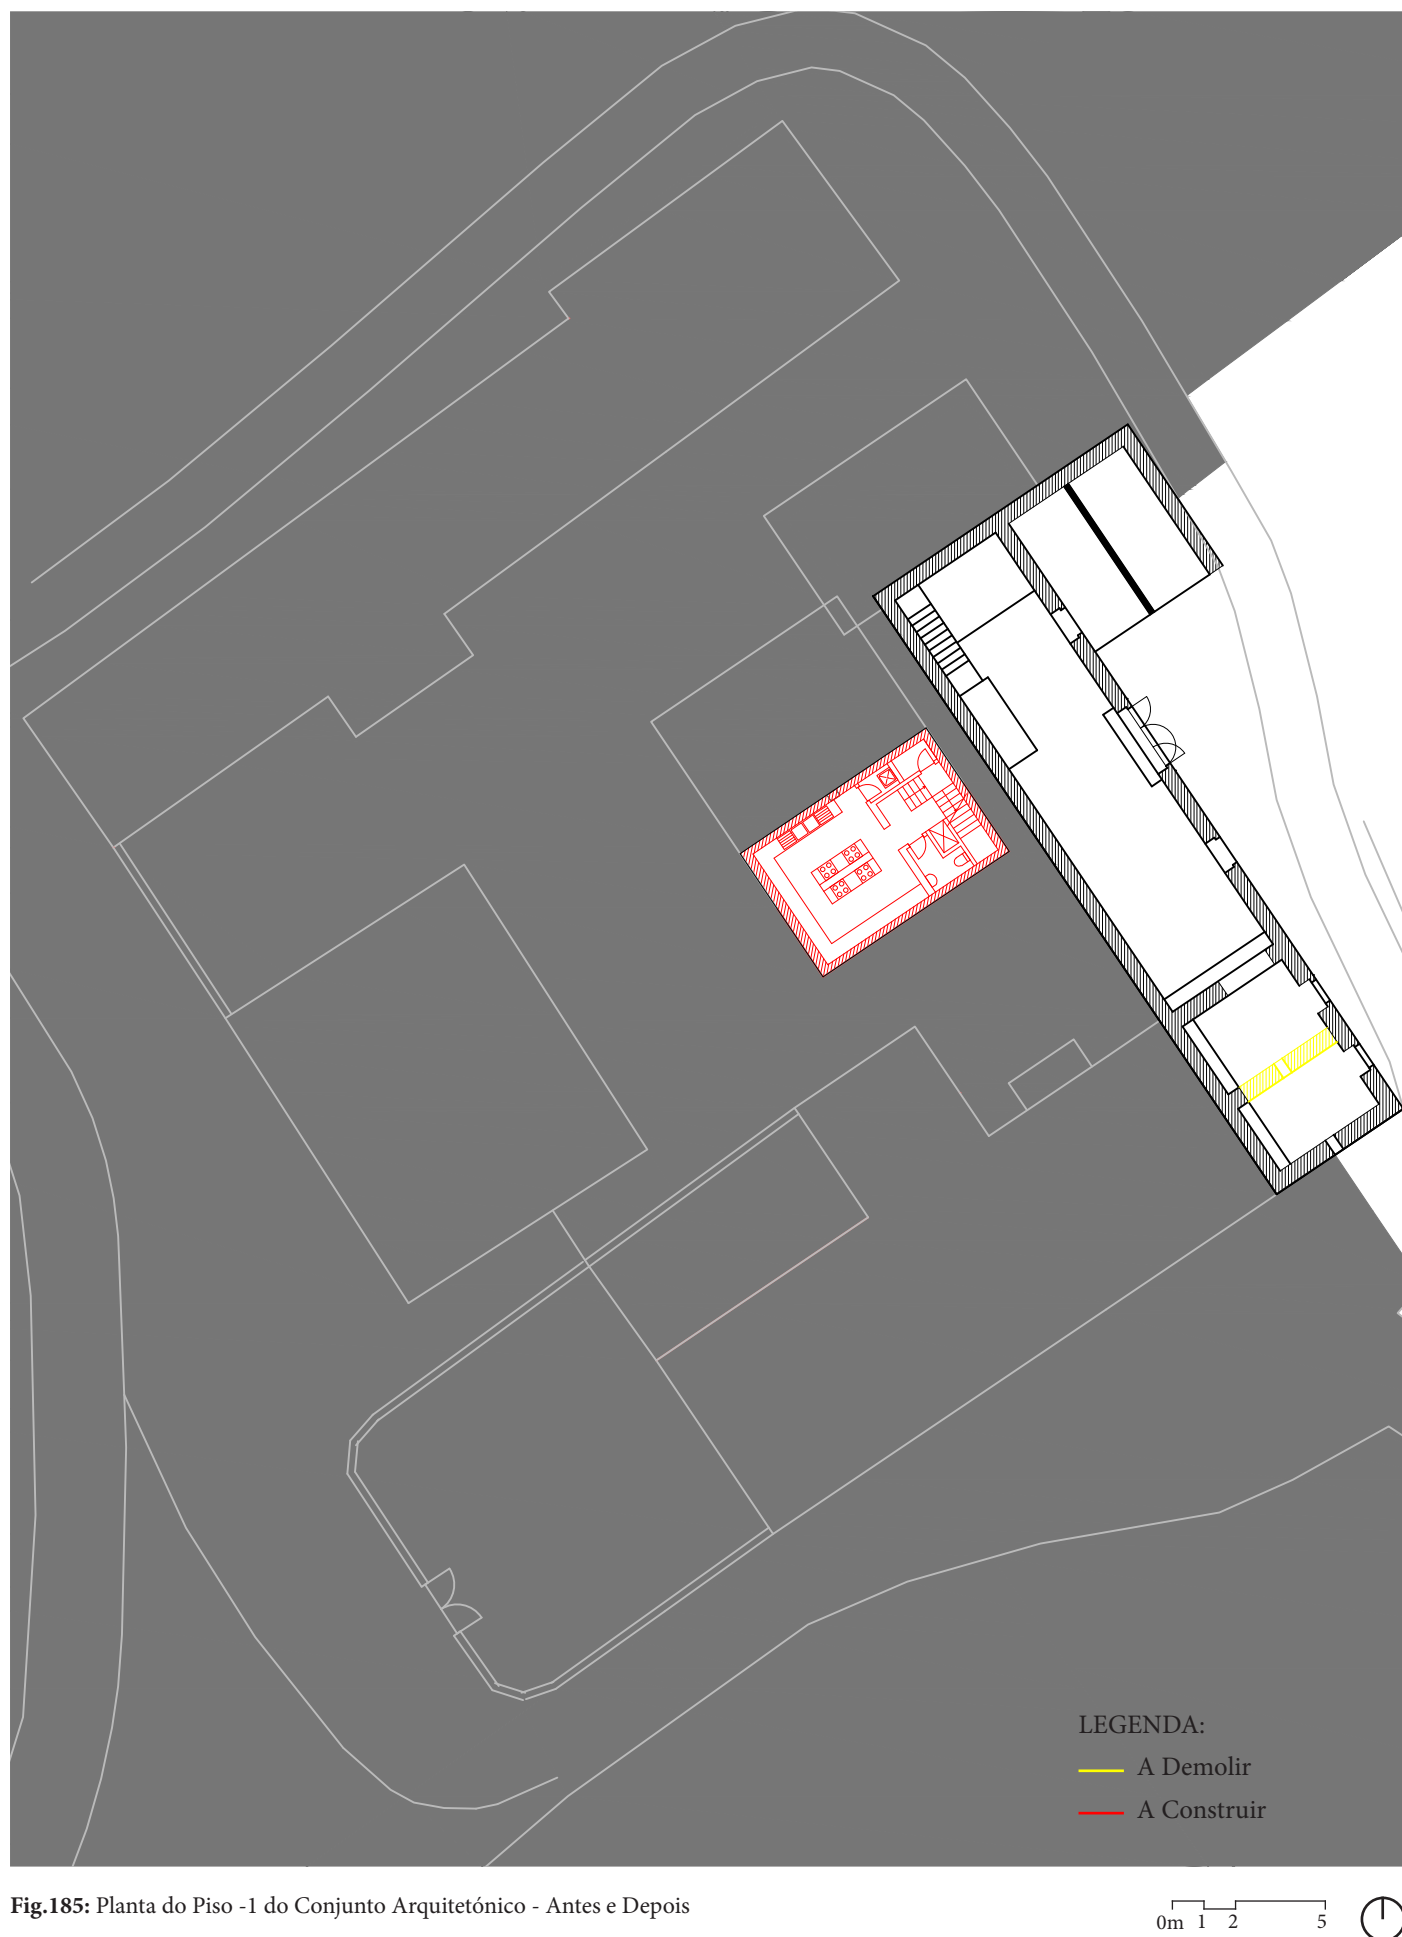 LEGENDA:
A Demolir
A Construir
Fig.185: Planta do Piso -1 do Conjunto Arquitetónico - Antes e Depois
0m 1 2 5